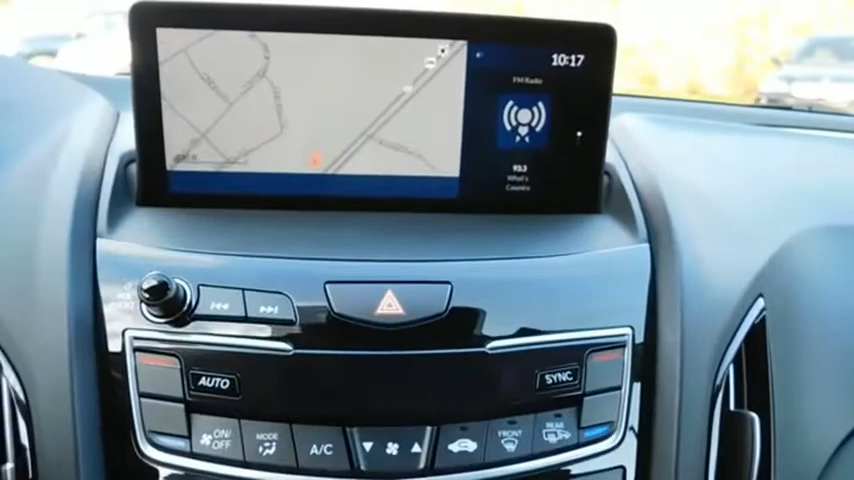 10:17
FM Radio
93.3
What's
Country
AUTO
SYNC
ON/
OFF
MODE
A/C
FRONT
REAR